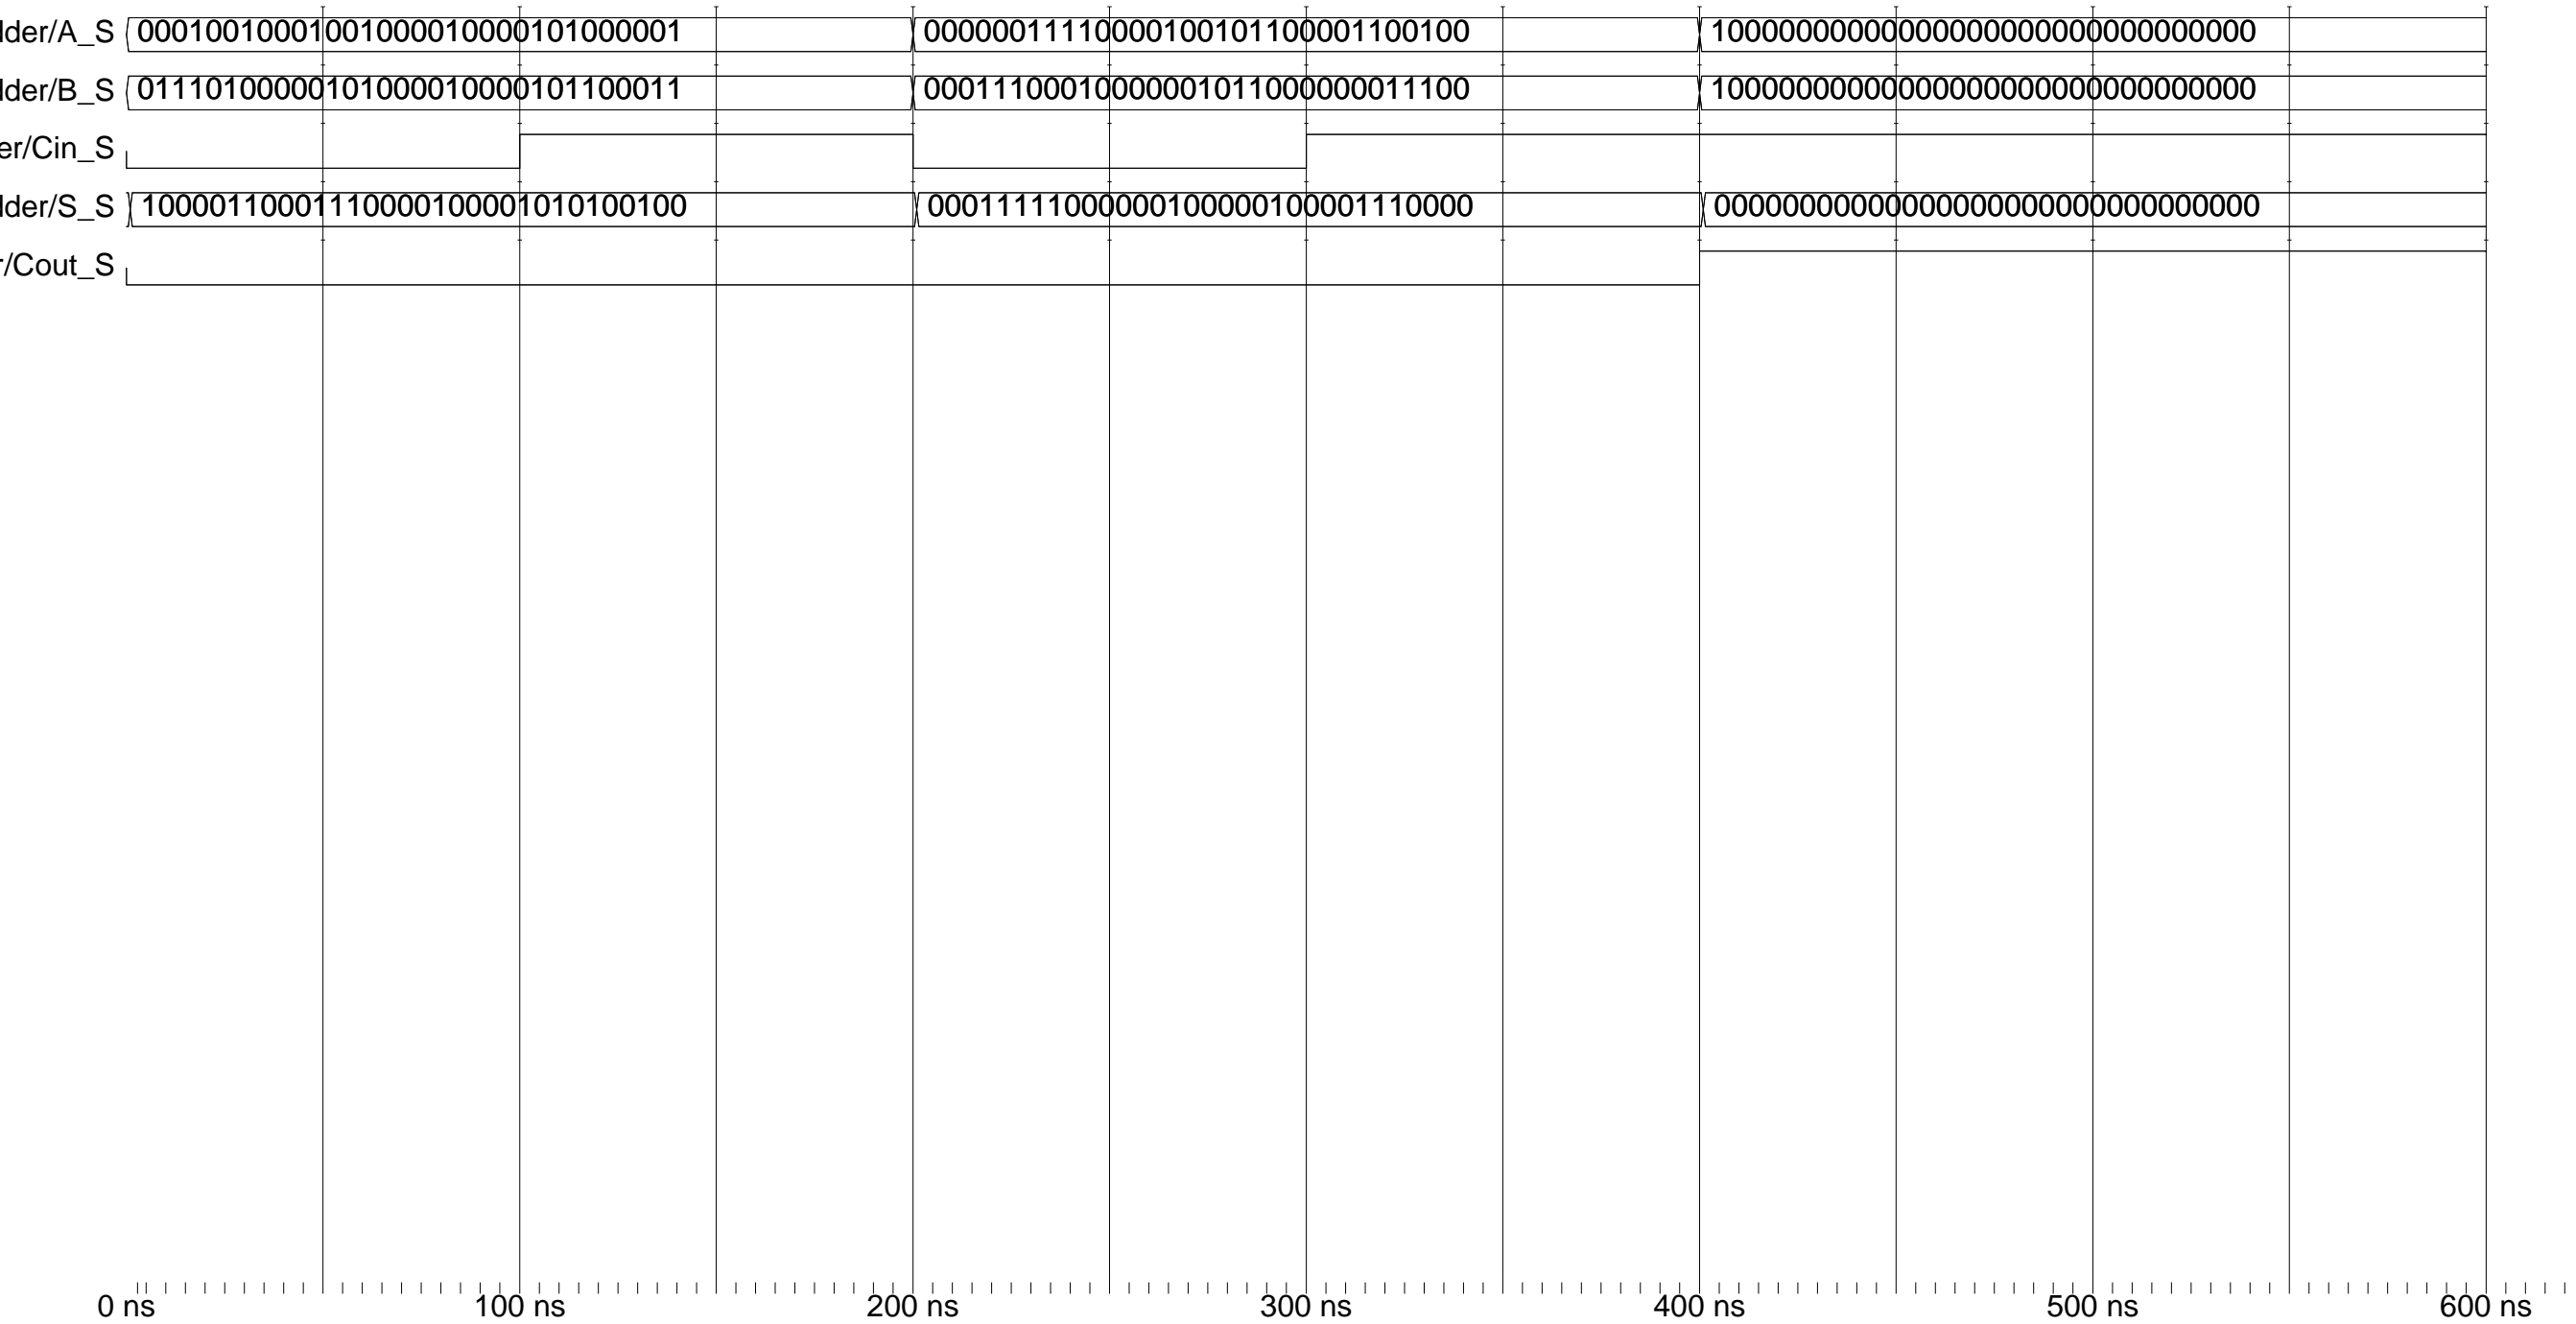 lder/A_S 00010010001001000010000101000001 00000011110000100101100001100100 10000000000000000000000000000000
lder/B_S 01110100000101000010000101100011 00011100010000001011000000011100 10000000000000000000000000000000
er/Cin_S
lder/S_S 10000110001110000100001010100100 00011111000000100000100001110000 00000000000000000000000000000000
r/Cout_S
0 ns 100 ns 200 ns 300 ns 400 ns 500 ns 600 ns